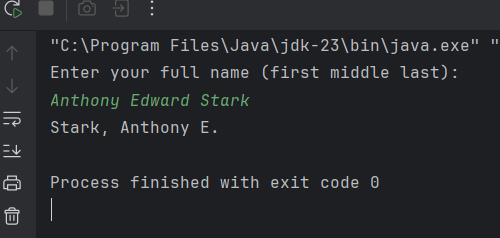 "C:\Program Files\Java\jdk-23\bin\java.exe" "
Enter your full name (first middle last):
Anthony Edward Stark
Stark, Anthony E.
Process finished with exit code 0